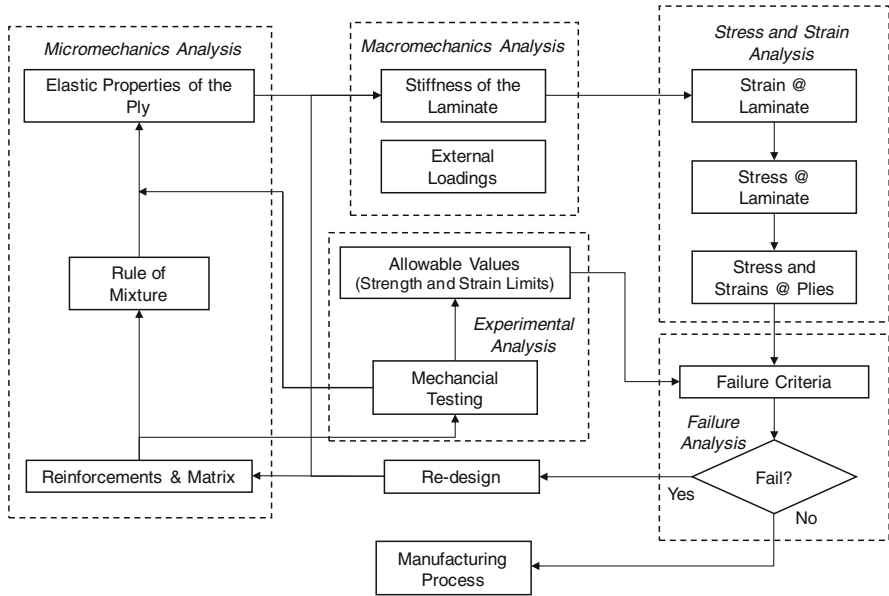 Micromechanics Analysis
Elastic Properties of the
Ply
Rule of
Mixture
Reinforcements & Matrix
Macromechanics Analysis
Stiffness of the
Laminate
External
Loadings
Allowable Values
(Strength and Strain Limits)
Experimental
Analysis
Mechancial
Testing
Re-design
Manufacturing
Process
Stress and Strain
Analysis
Strain @
Laminate
Stress @
Laminate
Stress and
Strains @ Plies
Failure Criteria
Failure
Analysis
Fail?
Yes
No